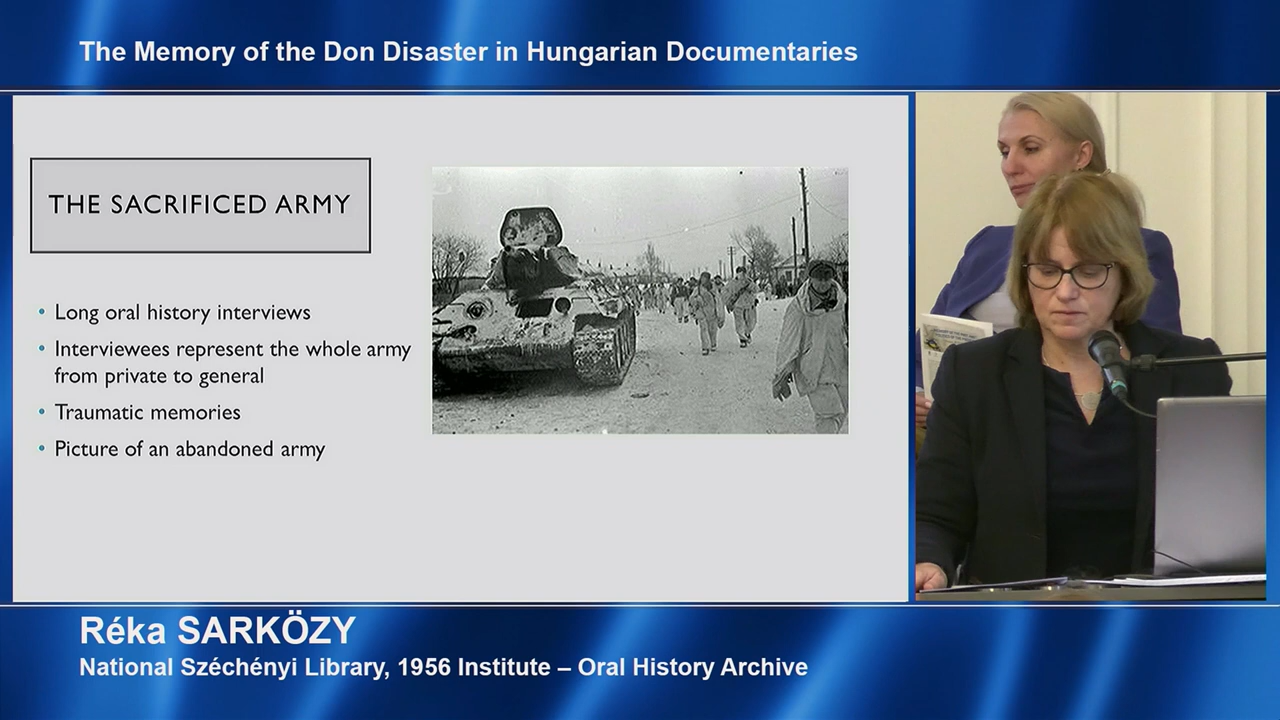 The Memory of the Don Disaster in Hungarian Documentaries
THE SACRIFICED ARMY
• Long oral history interviews
• Interviewees represent the whole army
from private to general
• Traumatic memories
• Picture of an abandoned army
Réka SARKÖZY
National Széchényi Library, 1956 Institute – Oral History Archive